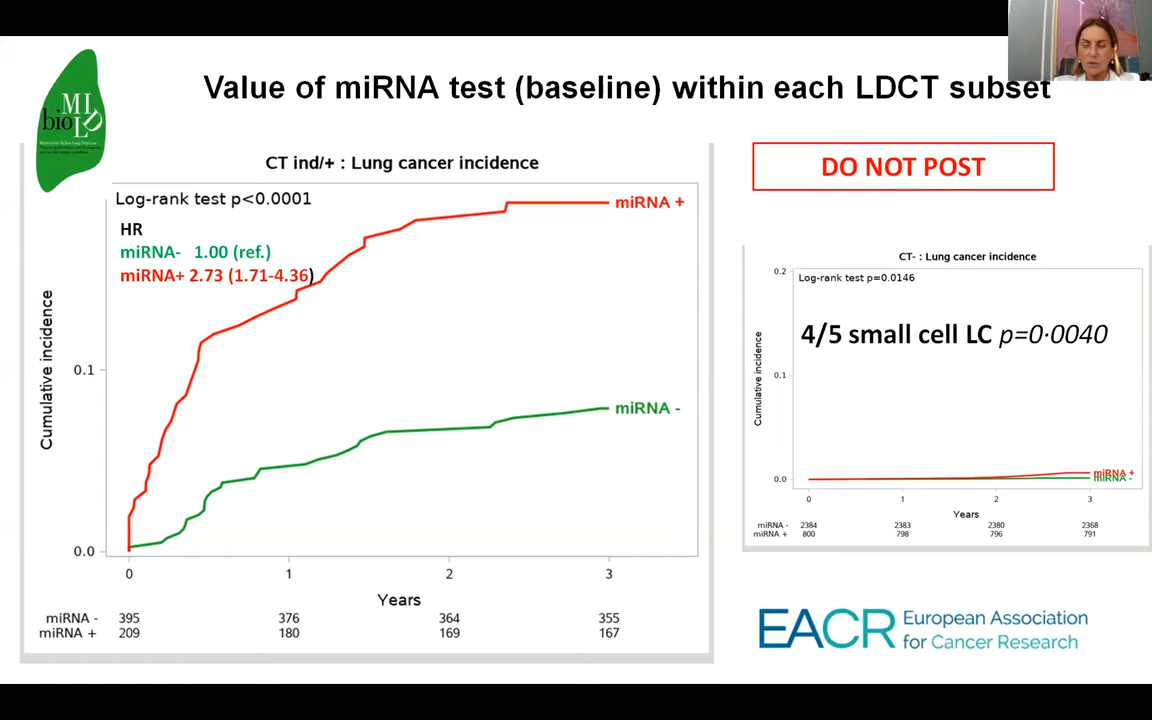 Value of miRNA test (baseline) within each LDCT subset
bio
MI
LD
CT ind/+ : Lung cancer incidence
Log-rank test p<0.0001
HR
miRNA- 1.00 (ref.)
miRNA+ 2.73 (1.71-4.36)
miRNA +
miRNA -
Cumulative incidence
0.1
0.0
0 1 2 3
Years
miRNA - 395 376 364 355
miRNA + 209 180 169 167
DO NOT POST
CT- : Lung cancer incidence
0.2
Log-rank test p=0.0146
4/5 small cell LC p=0·0040
Cumulative incidence
0.1
0.0
miRNA +
miRNA -
0 1 2 3
Years
miRNA - 2384 2383 2380 2368
miRNA + 800 798 796 791
EACR
European Association
for Cancer Research